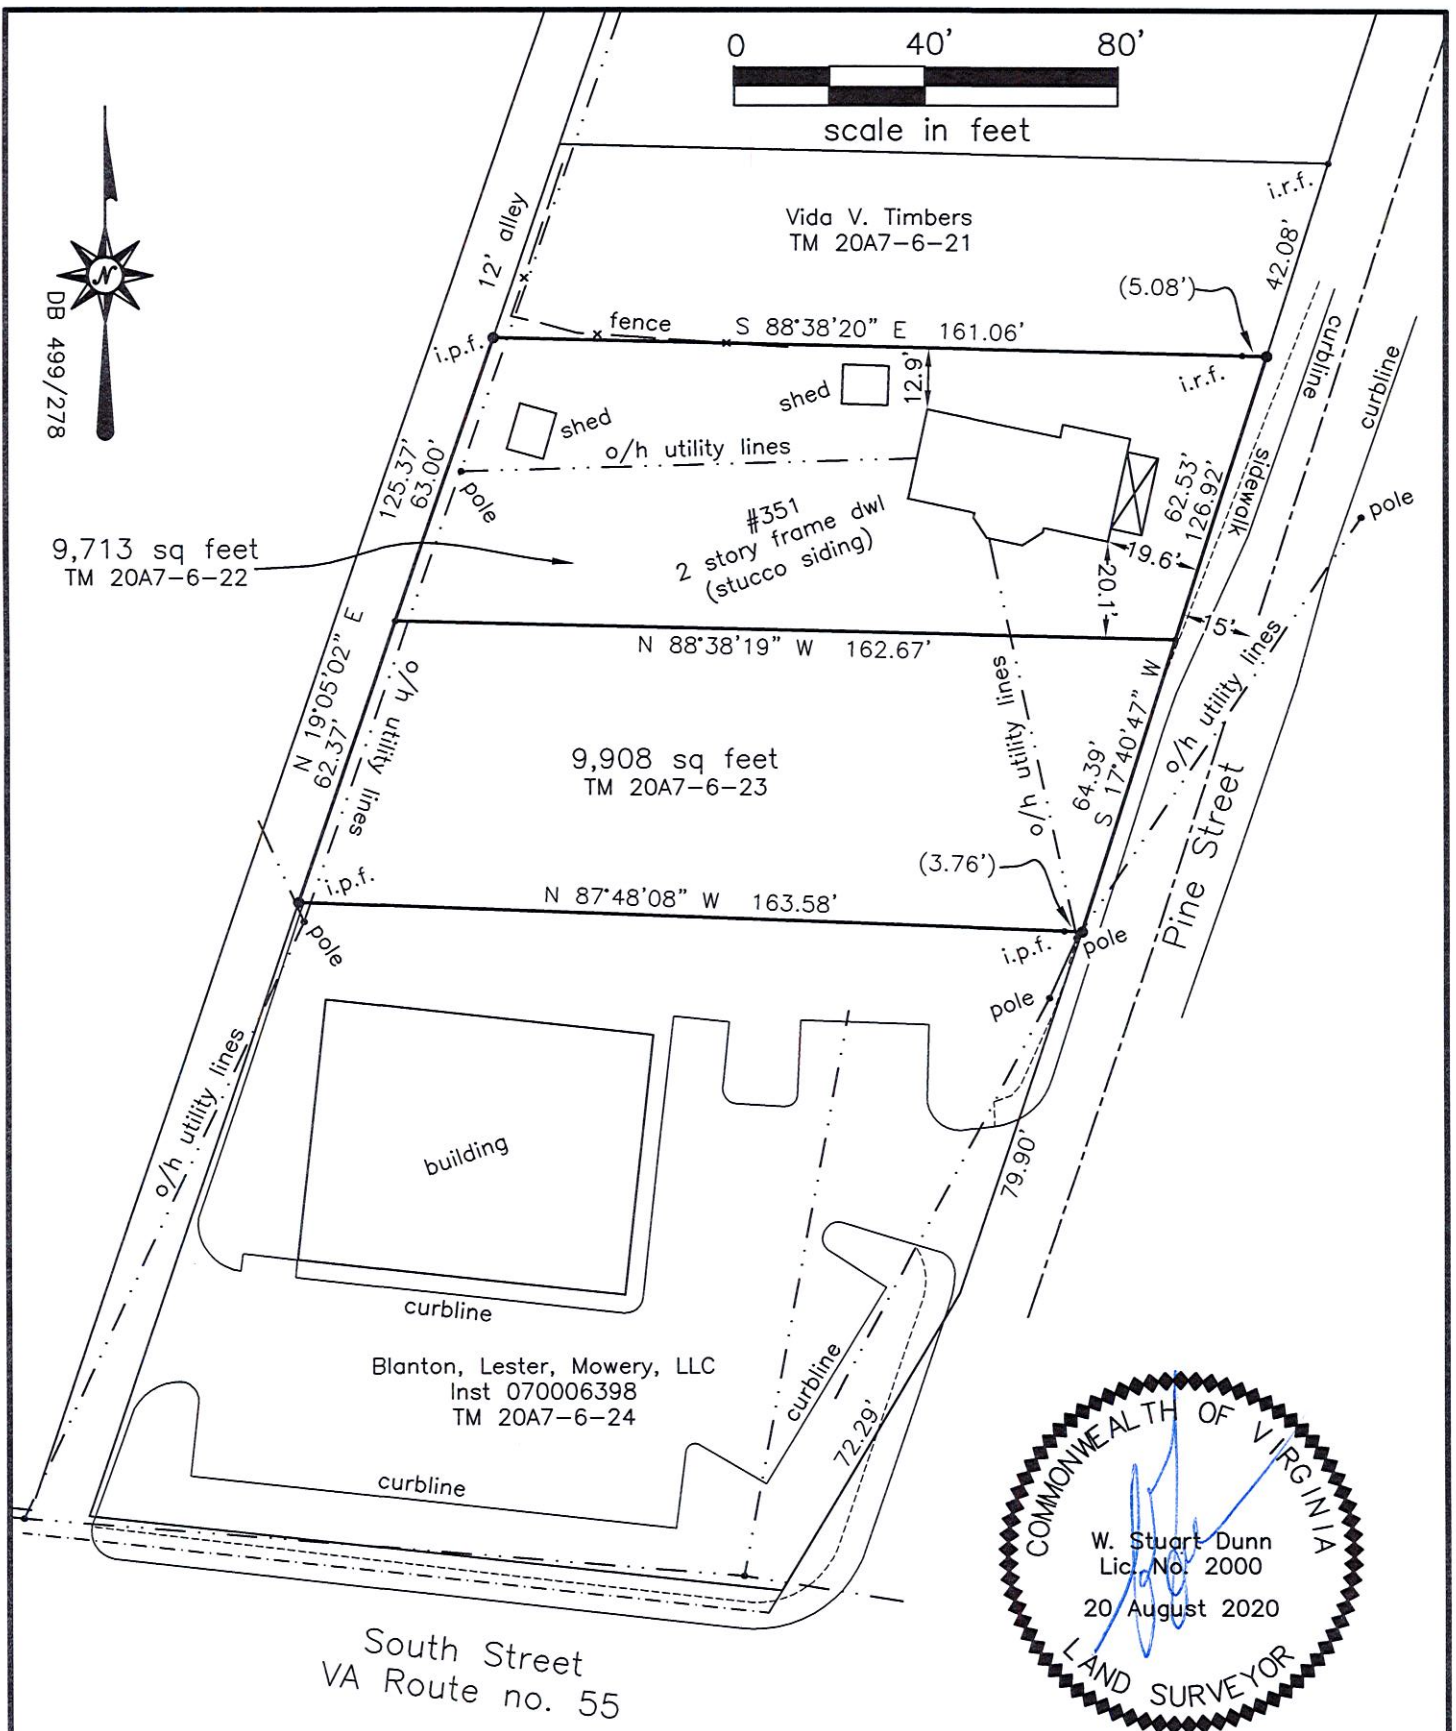 0 40' 80'
scale in feet
DB 499/278
N
12' alley
Vida V. Timbers
TM 20A7-6-21
i.r.f.
42.08'
(5.08')
fence
S 88°38'20" E 161.06'
i.p.f.
i.r.f.
curbline
curbline
shed
shed
12.9'
o/h utility lines
125.37'
63.00'
pole
62.53'
126.92'
sidewalk
pole
#351
2 story frame dwl
(stucco siding)
9,713 sq feet
TM 20A7-6-22
19.6'
20.1'
15'
N 88°38'19" W 162.67'
N 19°05'02" E
62.37'
o/h utility lines
o/h utility lines
64.39'
S 17°40'47" W
o/h utility lines
Pine Street
9,908 sq feet
TM 20A7-6-23
(3.76')
i.p.f.
N 87°48'08" W 163.58'
i.p.f.
pole
pole
pole
o/h utility lines
building
79.90'
curbline
Blanton, Lester, Mowery, LLC
Inst 070006398
TM 20A7-6-24
curbline
72.29'
curbline
South Street
VA Route no. 55
COMMONWEALTH OF VIRGINIA
W. Stuart Dunn
Lic. No. 2000
20 August 2020
LAND SURVEYOR